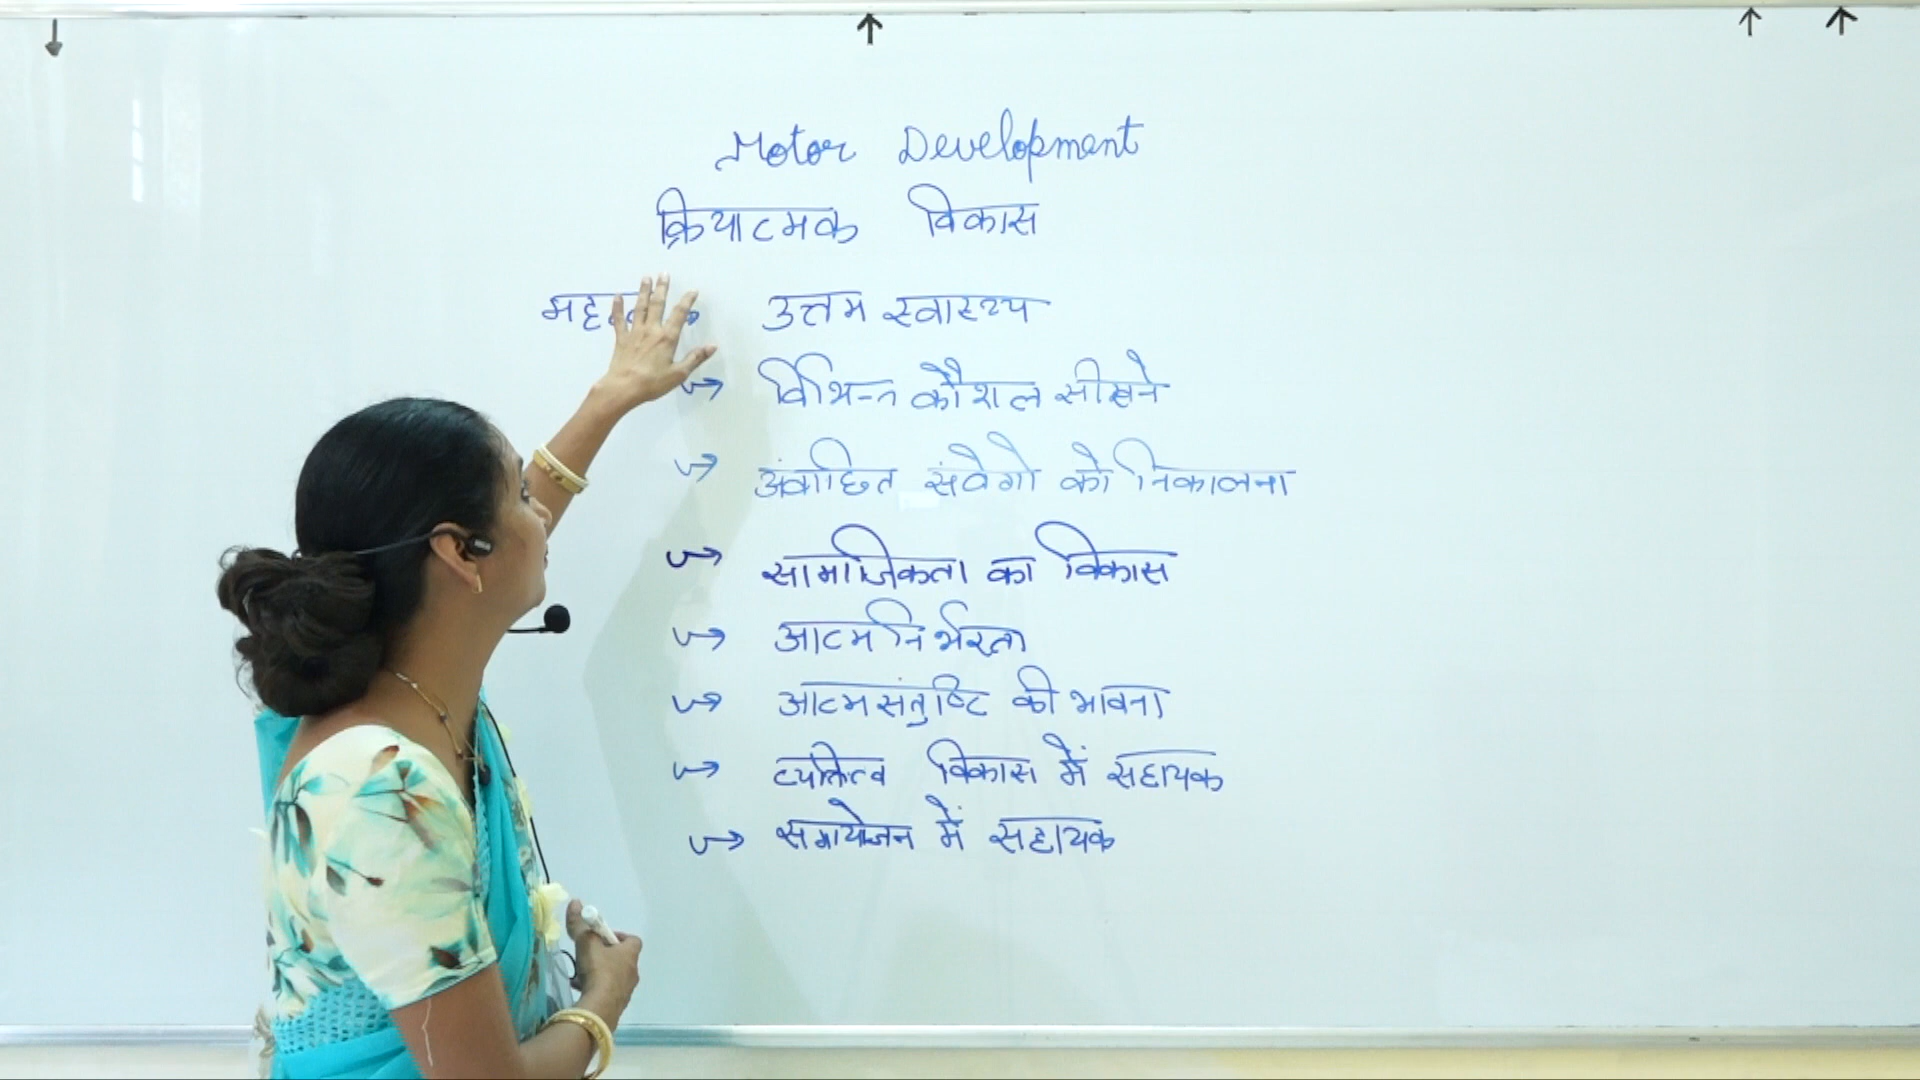 Motor Development
क्रियात्मक विकास
उत्तम स्वास्थ्य
विभिन्न कौशल सीखने
अंवाछित संवेगो को निकालना
सामाजिकता का विकास
आत्मनिर्भरता
आत्मसंतुष्टि की भावना
व्यक्तित्व विकास में सहायक
समायोजन में सहायक